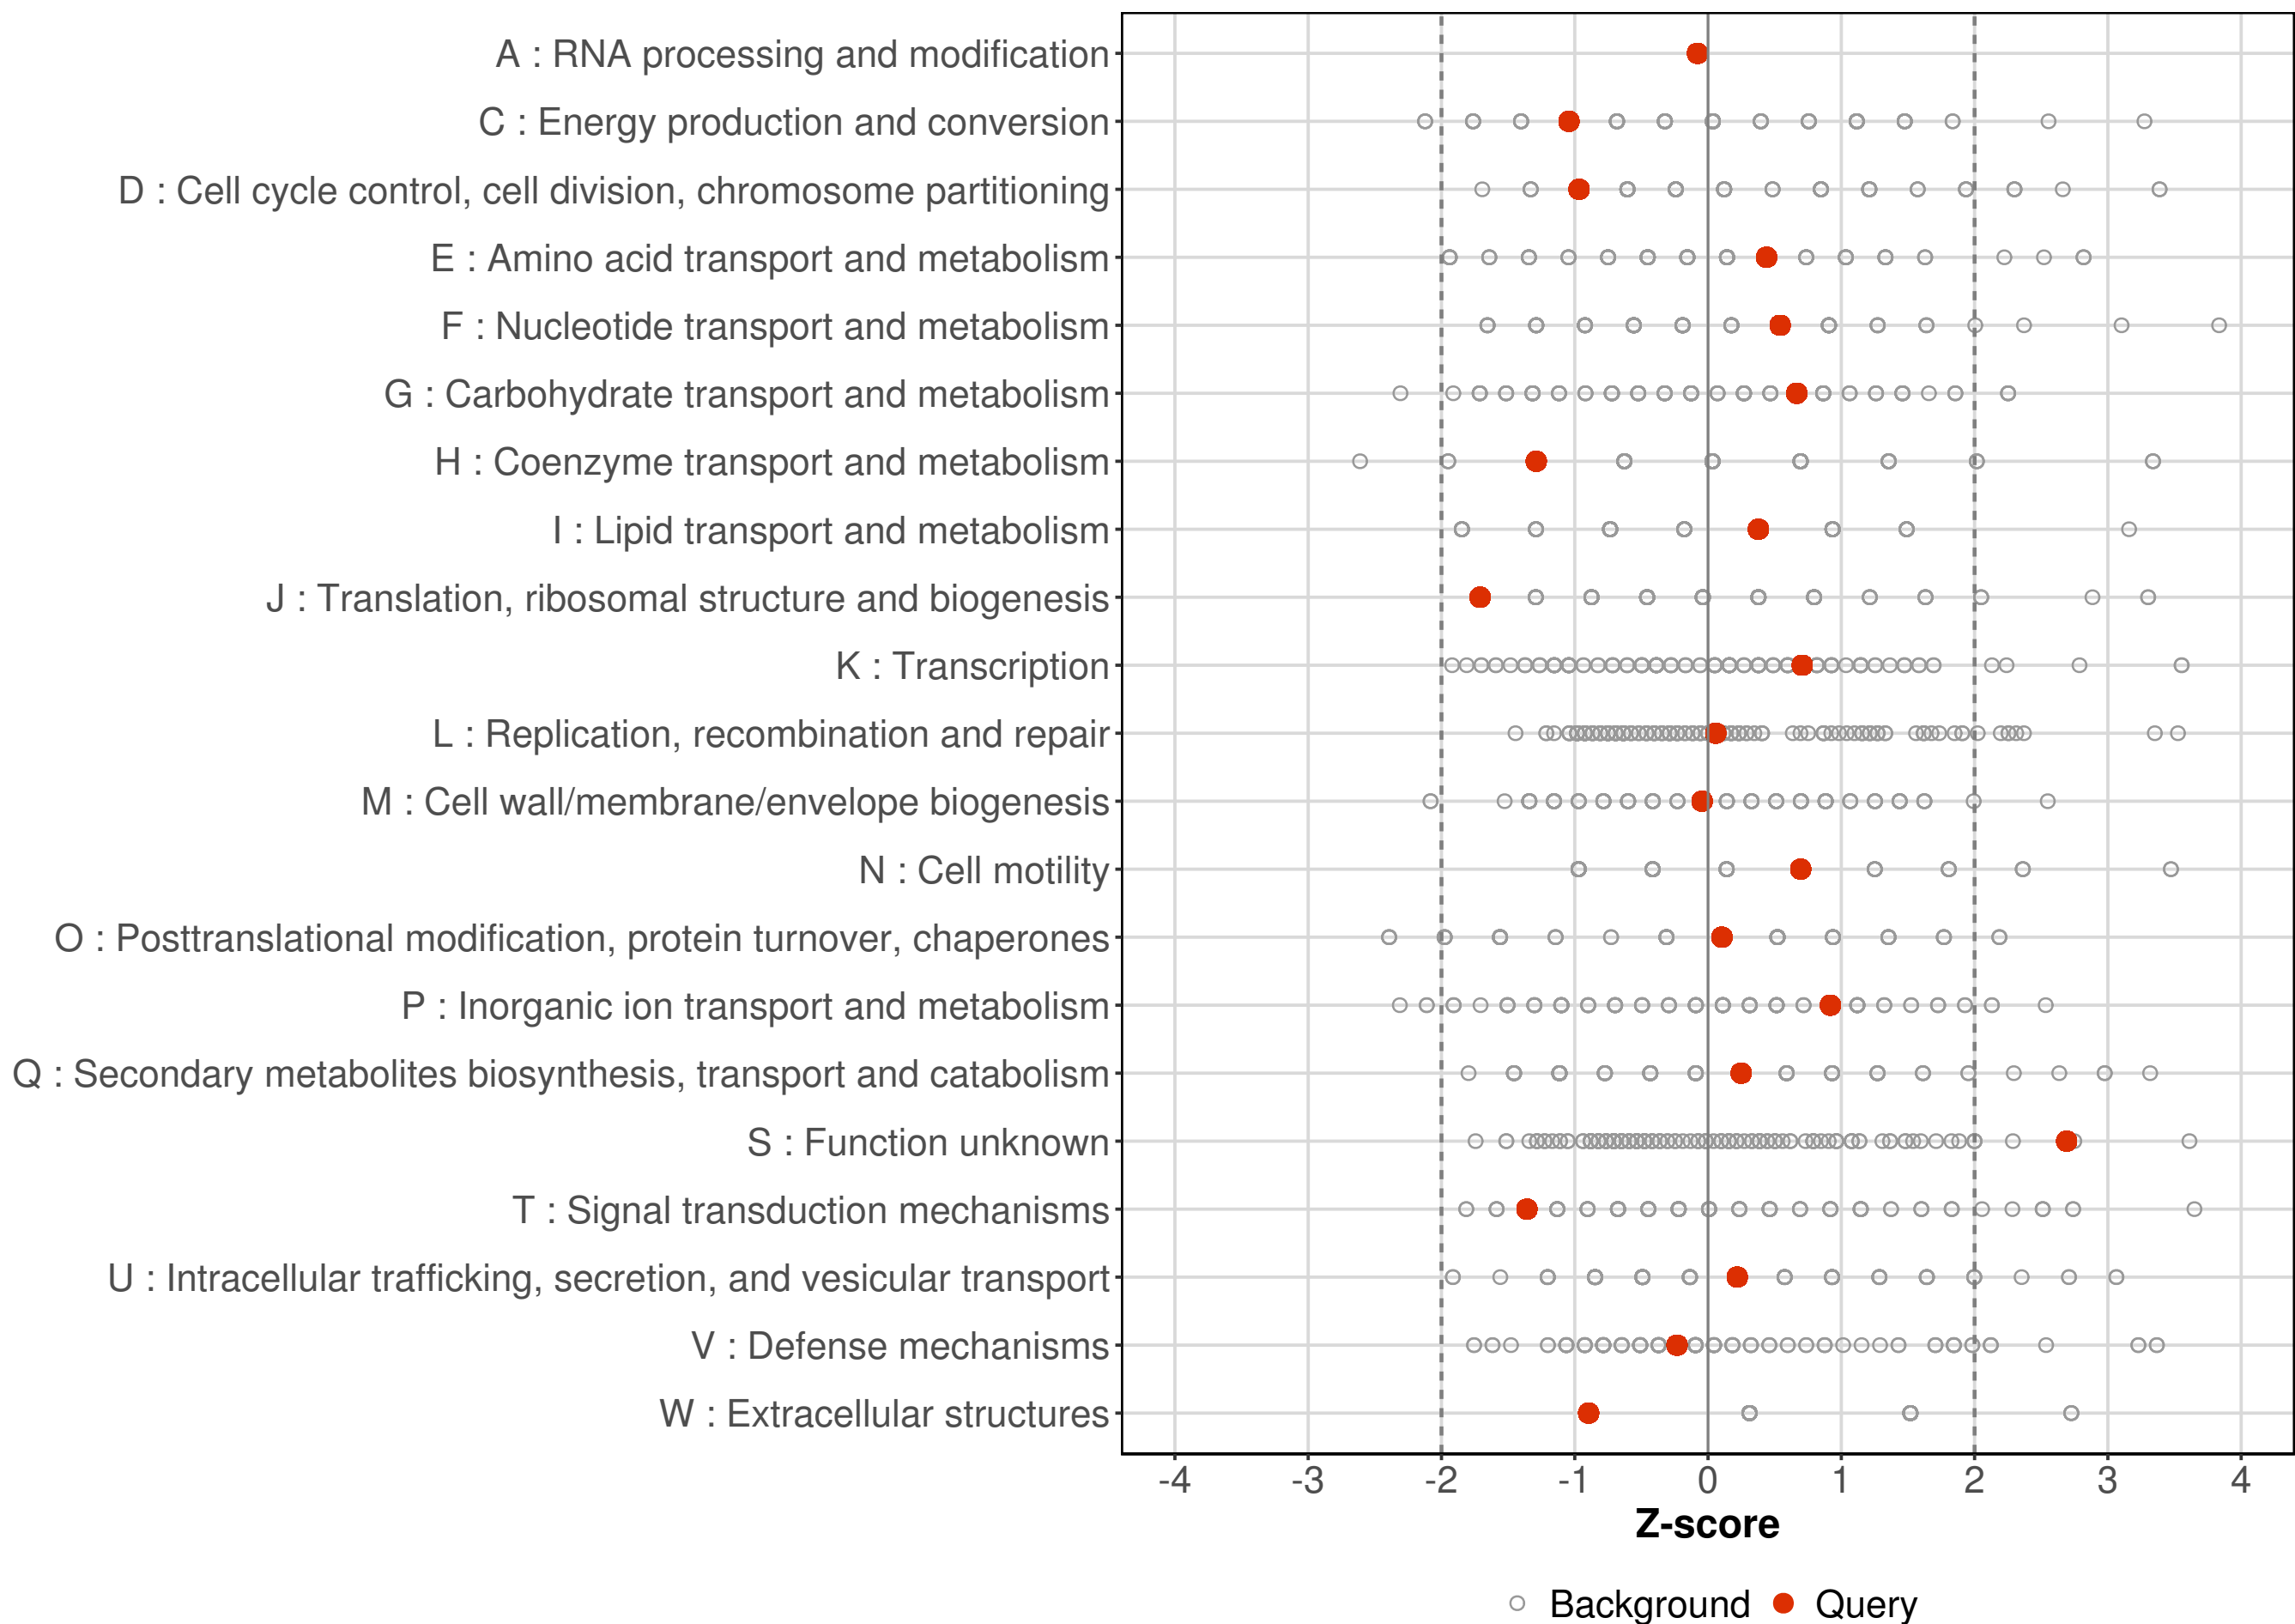 A : RNA processing and modification
C : Energy production and conversion
D : Cell cycle control, cell division, chromosome partitioning
E : Amino acid transport and metabolism
F : Nucleotide transport and metabolism
G : Carbohydrate transport and metabolism
H : Coenzyme transport and metabolism
I : Lipid transport and metabolism
J : Translation, ribosomal structure and biogenesis
K : Transcription
L : Replication, recombination and repair
M : Cell wall/membrane/envelope biogenesis
N : Cell motility
O : Posttranslational modification, protein turnover, chaperones
P : Inorganic ion transport and metabolism
Q : Secondary metabolites biosynthesis, transport and catabolism
S : Function unknown
T : Signal transduction mechanisms
U : Intracellular trafficking, secretion, and vesicular transport
V : Defense mechanisms
W : Extracellular structures
-4 -3 -2 -1 0 1 2 3 4
Z-score
Background Query